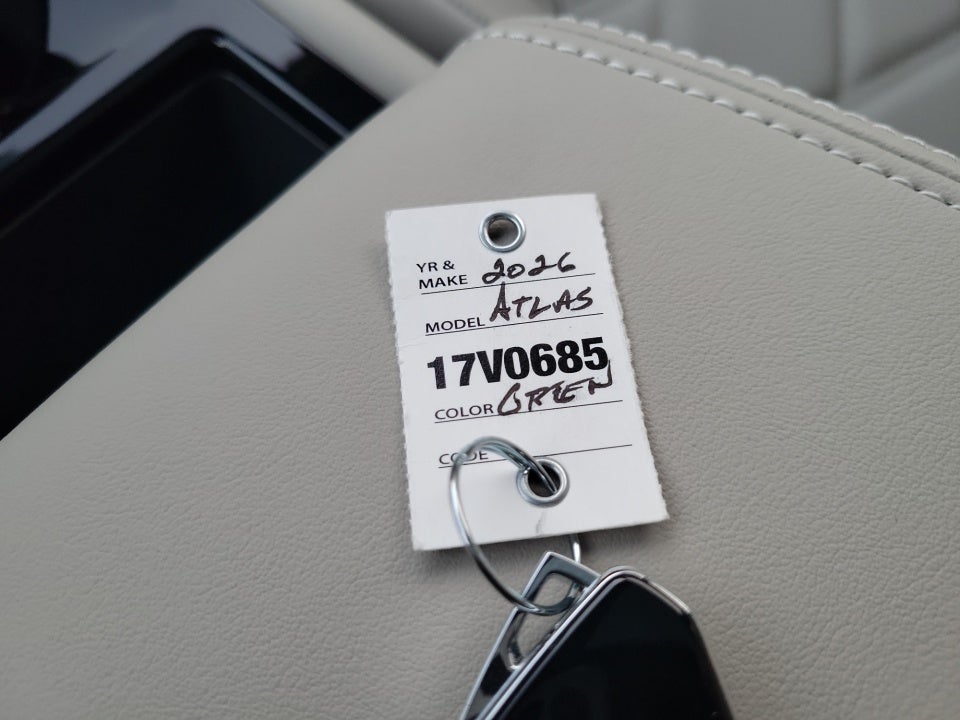 YR &
MAKE 2026
MODEL ATLAS
17V0685
COLOR GREEN
CODE